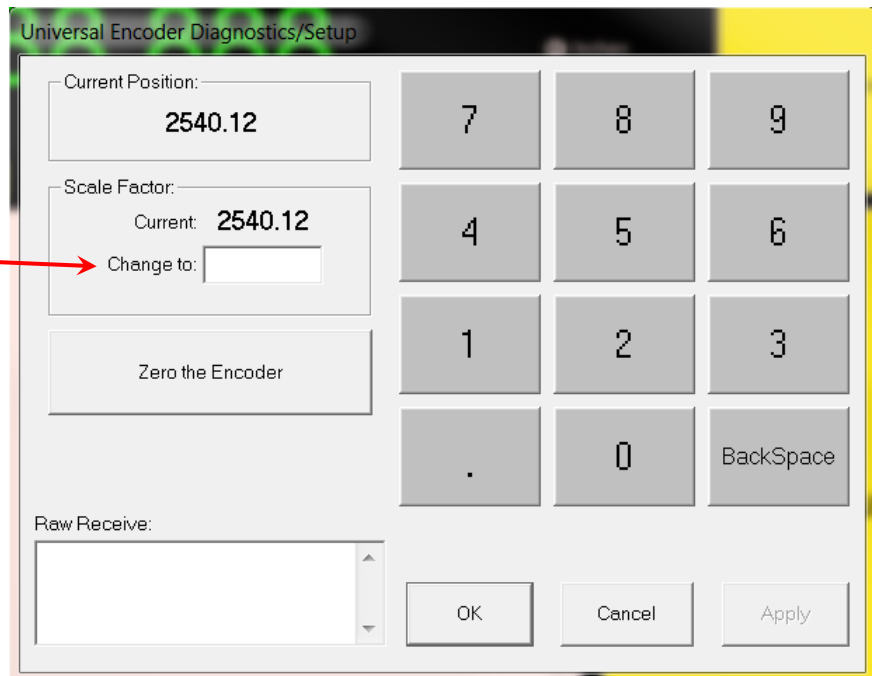 Universal Encoder Diagnostics/Setup
Current Position:
2540.12
Scale Factor:
Current: 2540.12
Change to:
Zero the Encoder
7 8 9
4 5 6
1 2 3
. 0 BackSpace
Raw Receive:
OK Cancel Apply